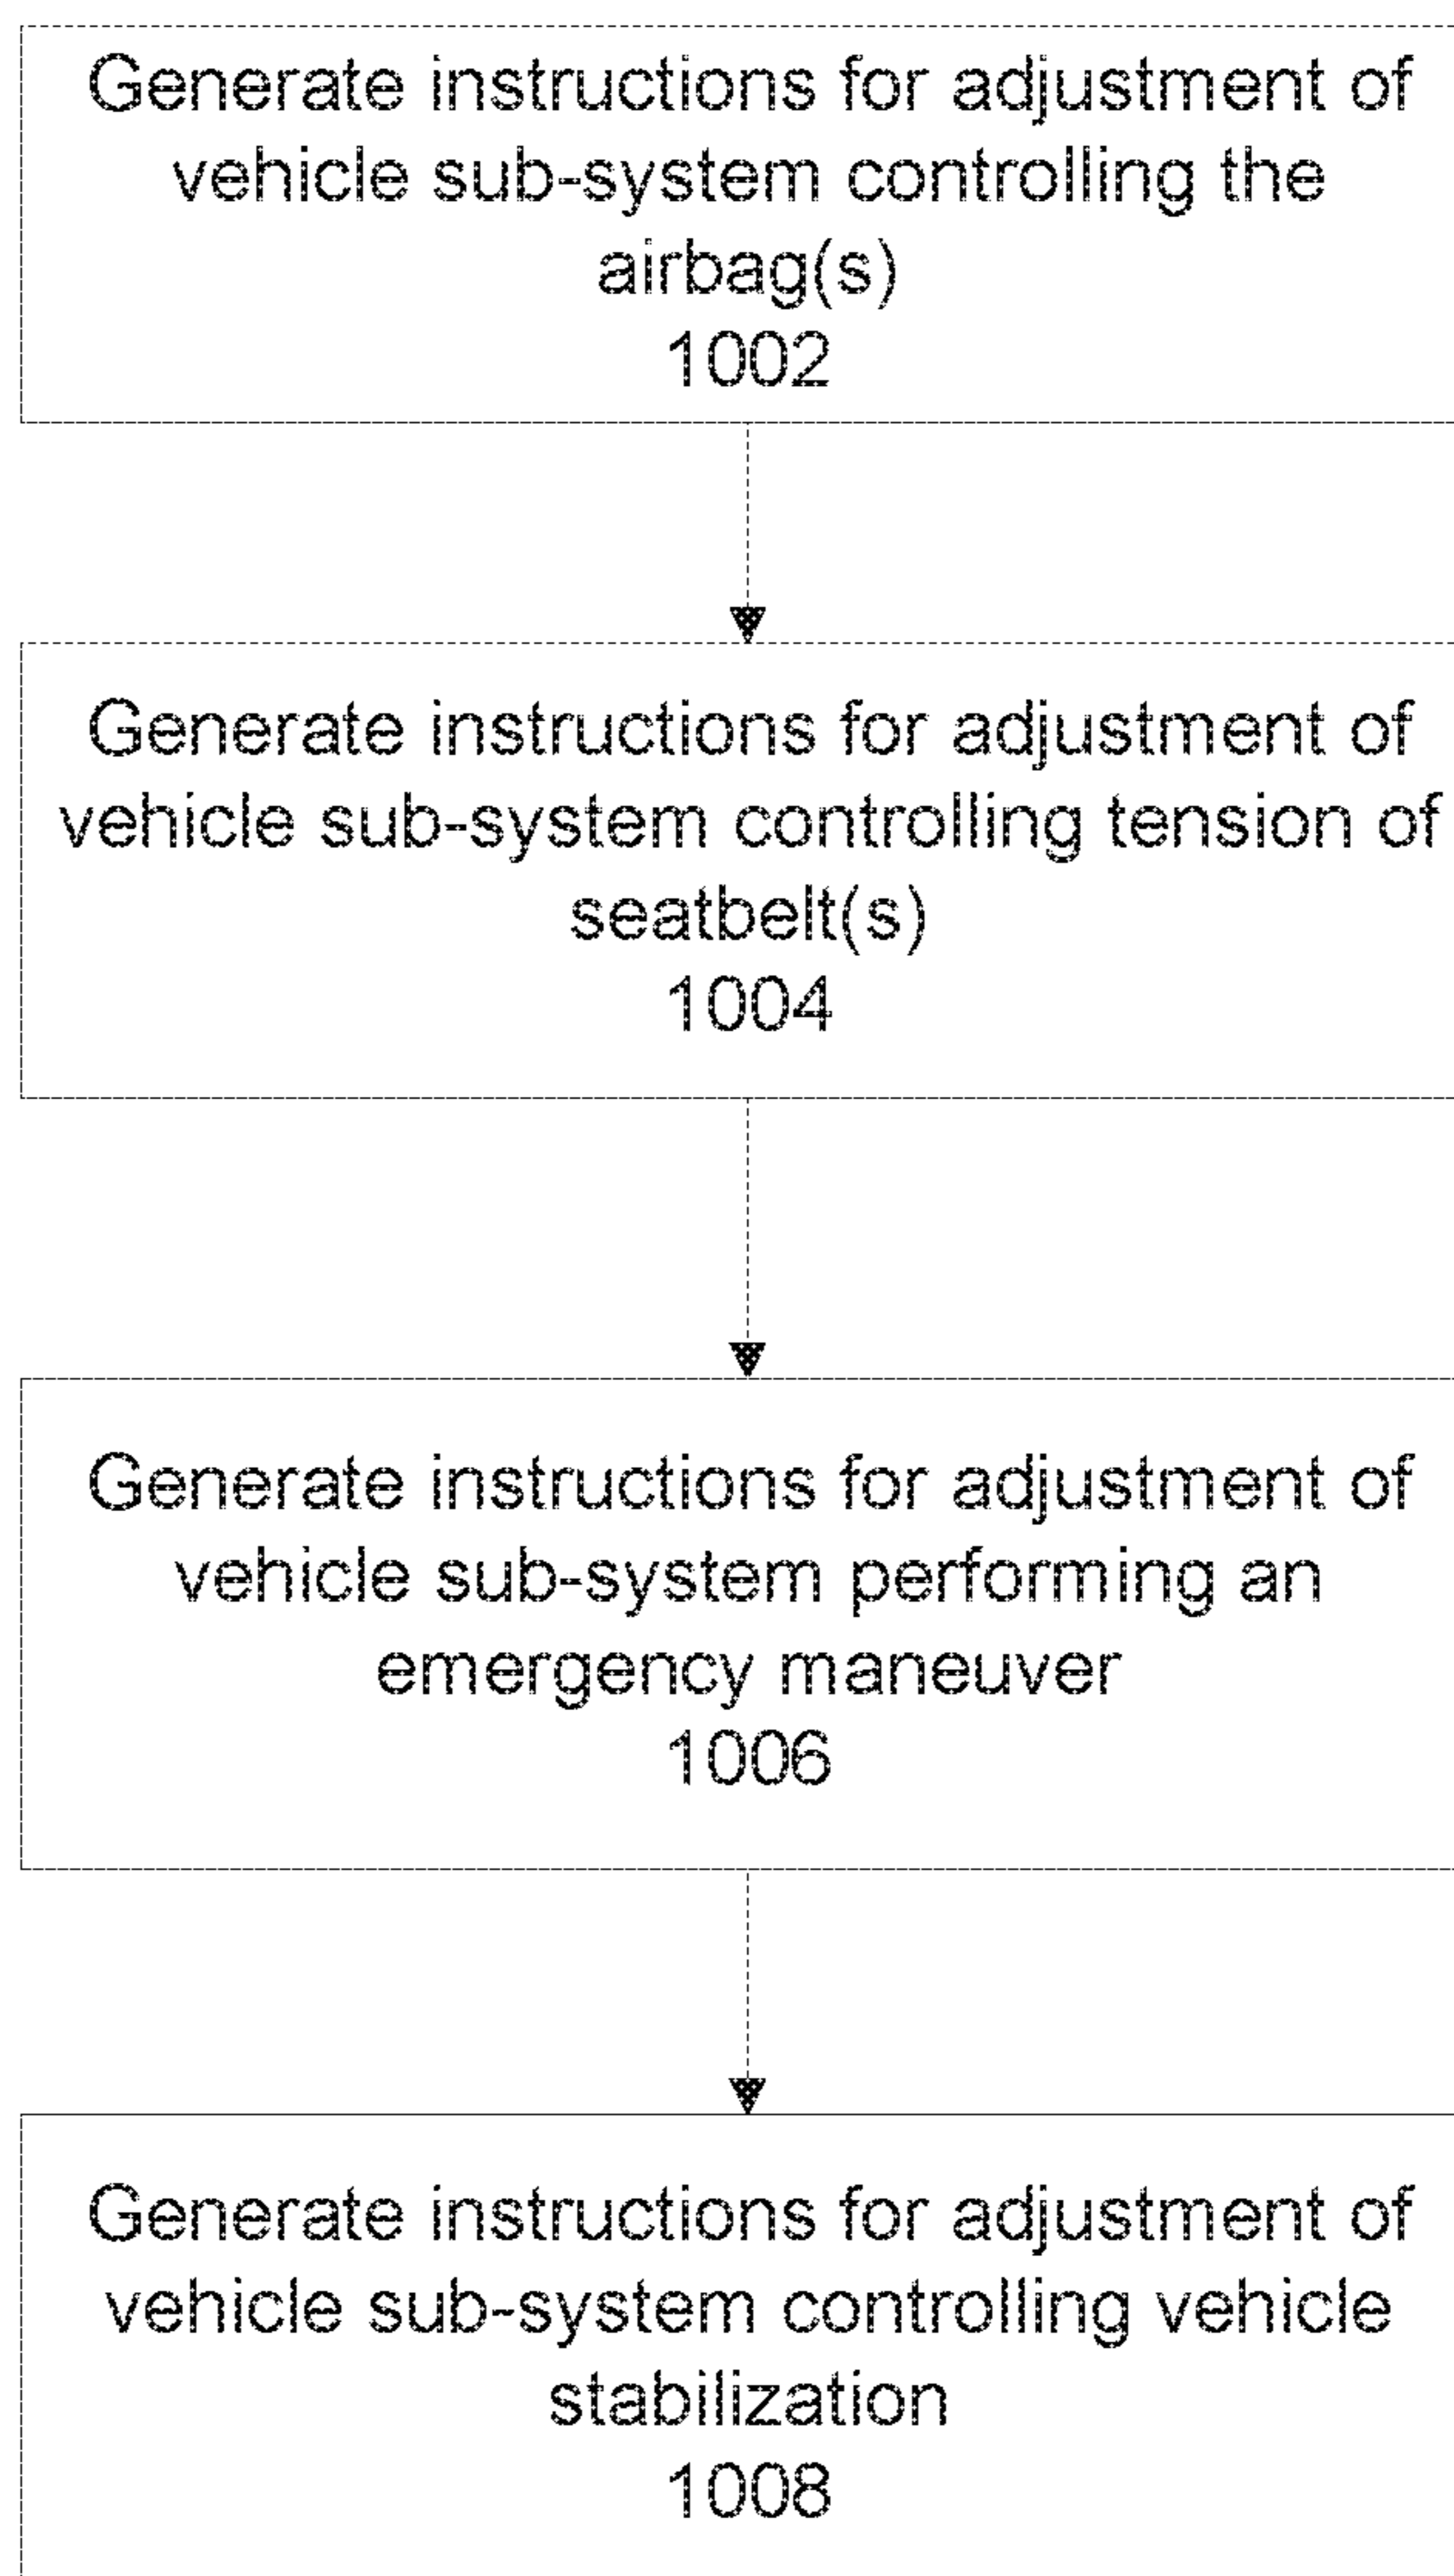 Generate instructions for adjustment of
vehicle sub-system controlling the
airbag(s)
1002
Generate instructions for adjustment of
vehicle sub-system controlling tension of
seatbelt(s)
1004
Generate instructions for adjustment of
vehicle sub-system performing an
emergency maneuver
1006
Generate instructions for adjustment of
vehicle sub-system controlling vehicle
stabilization
1008